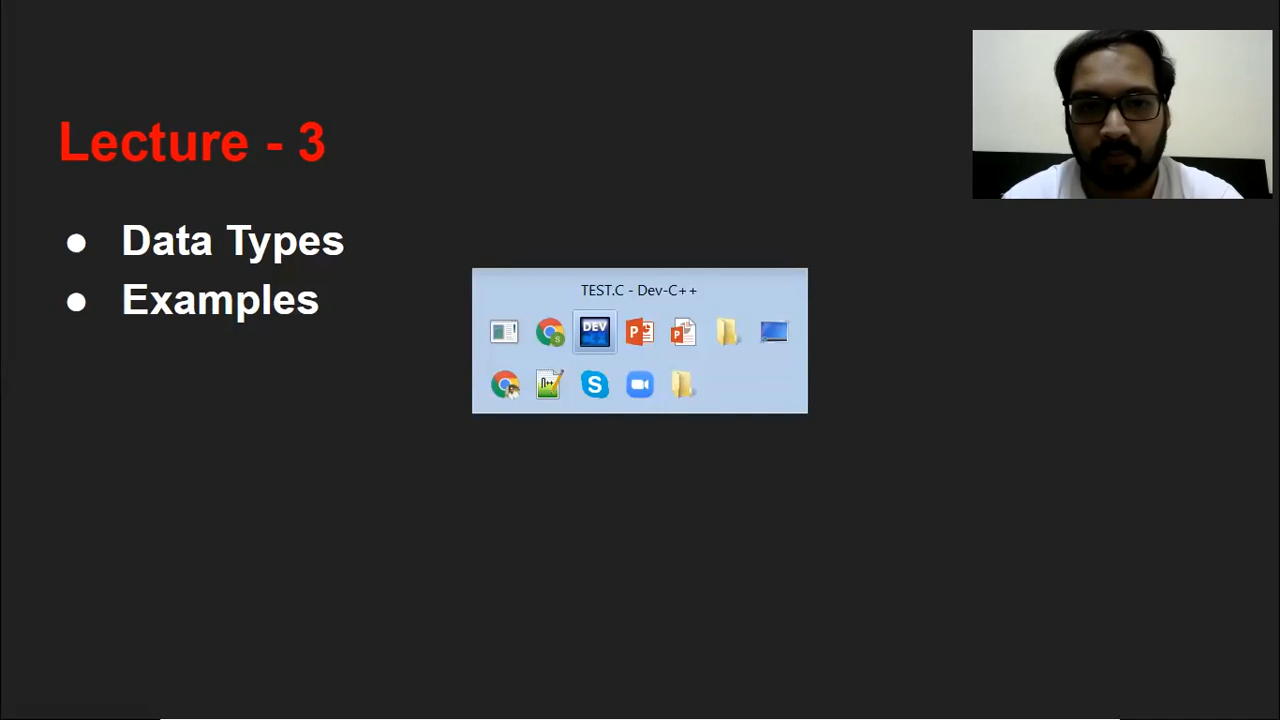 Lecture - 3
● Data Types
● Examples
TEST.C - Dev-C++
DEV
P
P
S
N++
S